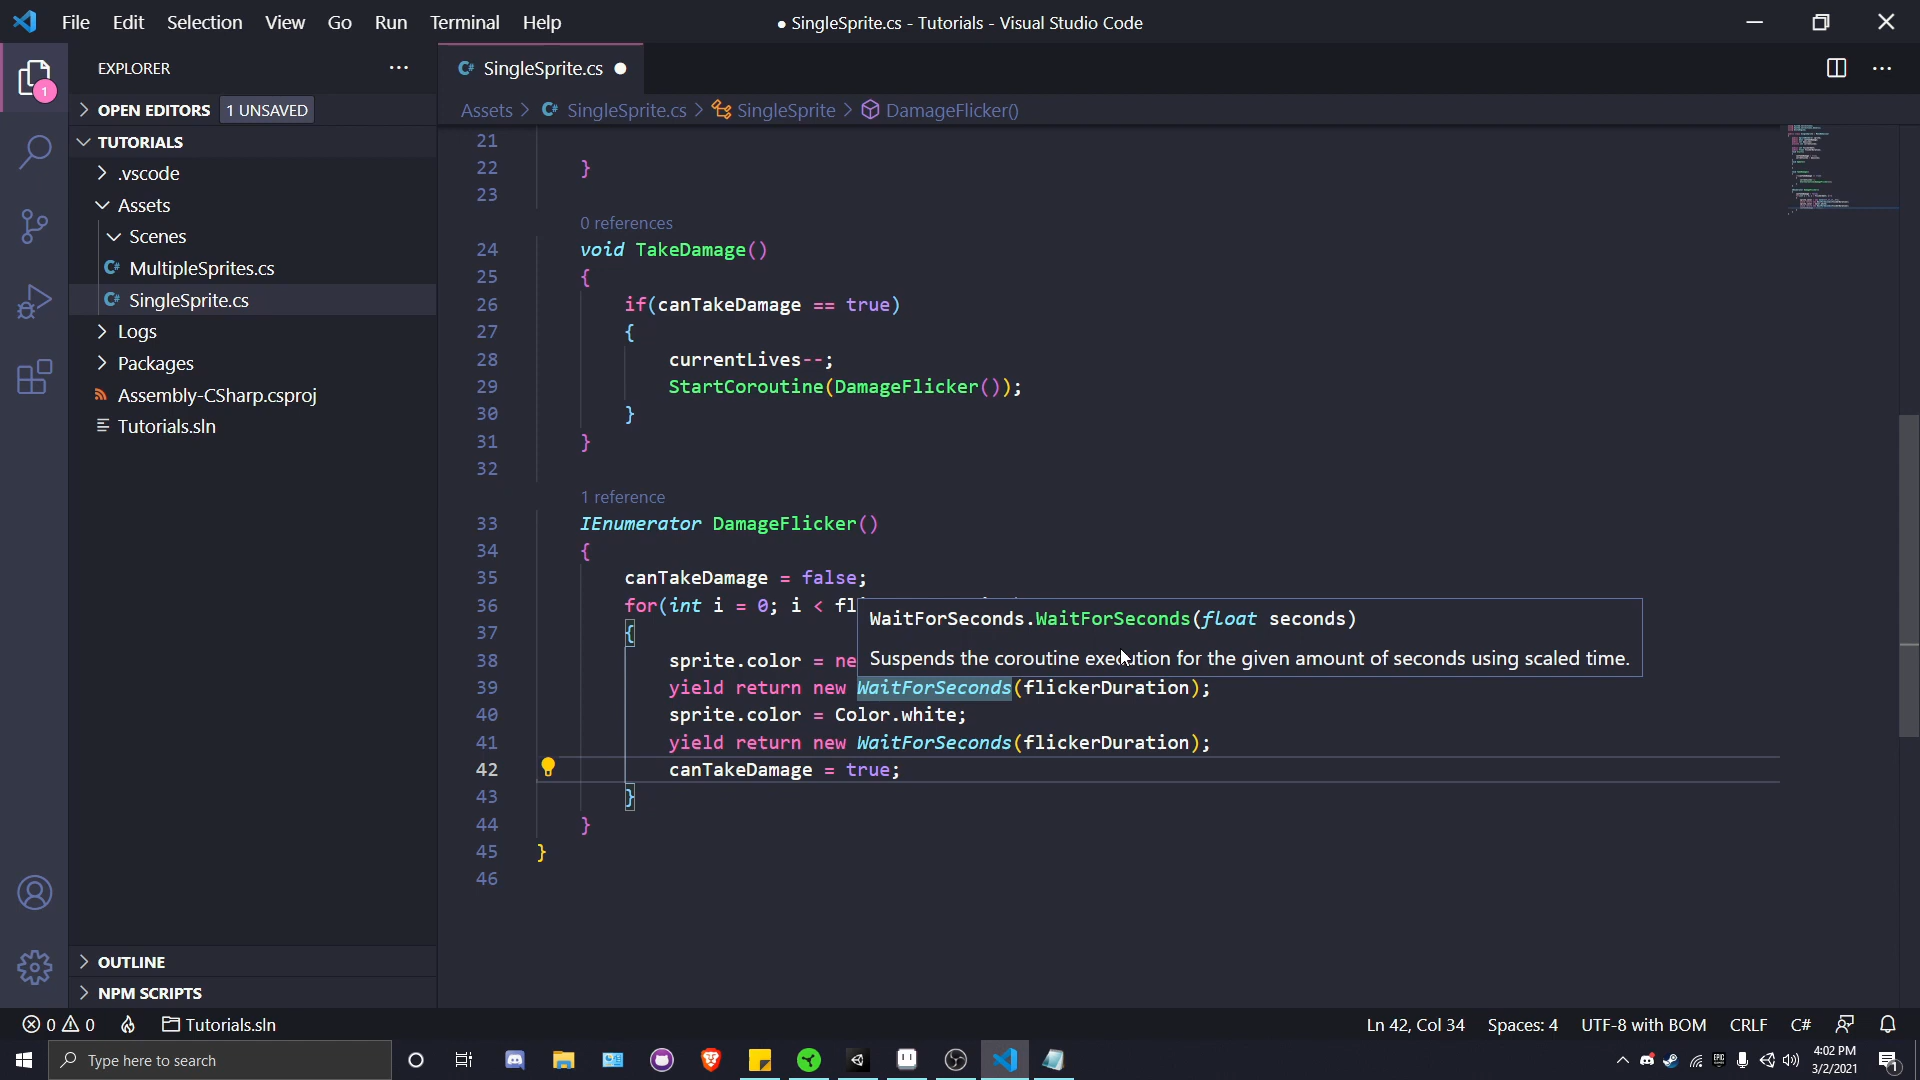 File Edit Selection View Go Run Terminal Help
● SingleSprite.cs - Tutorials - Visual Studio Code
1
EXPLORER
OPEN EDITORS 1 UNSAVED
TUTORIALS
.vscode
Assets
Scenes
C# MultipleSprites.cs
C# SingleSprite.cs
Logs
Packages
Assembly-CSharp.csproj
Tutorials.sln
OUTLINE
NPM SCRIPTS
C# SingleSprite.cs ●
Assets > C# SingleSprite.cs > SingleSprite > DamageFlicker()
21
22 }
23
0 references
24 void TakeDamage()
25 {
26 if(canTakeDamage == true)
27 {
28 currentLives--;
29 StartCoroutine(DamageFlicker());
30 }
31 }
32
1 reference
33 IEnumerator DamageFlicker()
34 {
35 canTakeDamage = false;
36 for(int i = 0; i < fl
WaitForSeconds.WaitForSeconds(float seconds)
37 {
Suspends the coroutine execution for the given amount of seconds using scaled time.
38 sprite.color = ne
39 yield return new WaitForSeconds(flickerDuration);
40 sprite.color = Color.white;
41 yield return new WaitForSeconds(flickerDuration);
42 canTakeDamage = true;
43 }
44 }
45 }
46
0 0 Tutorials.sln
Ln 42, Col 34 Spaces: 4 UTF-8 with BOM CRLF C#
Type here to search
4:02 PM
3/2/2021
1